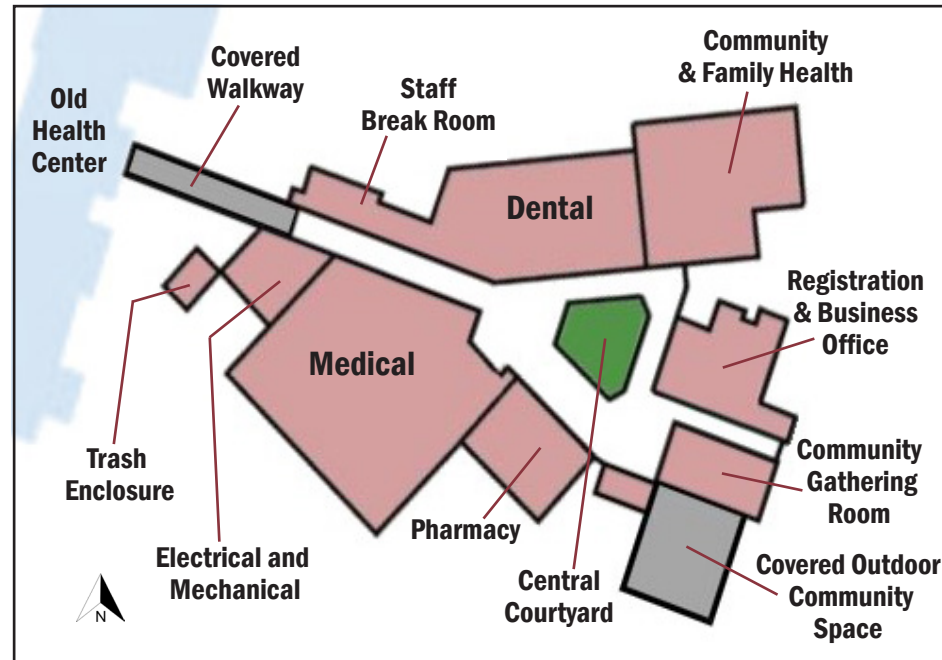 Community
& Family Health
Covered
Walkway
Staff
Break Room
Old
Health
Center
Dental
Registration
& Business
Office
Medical
Trash
Enclosure
Community
Gathering
Room
Pharmacy
Electrical and
Mechanical
Central
Courtyard
Covered Outdoor
Community
Space
N